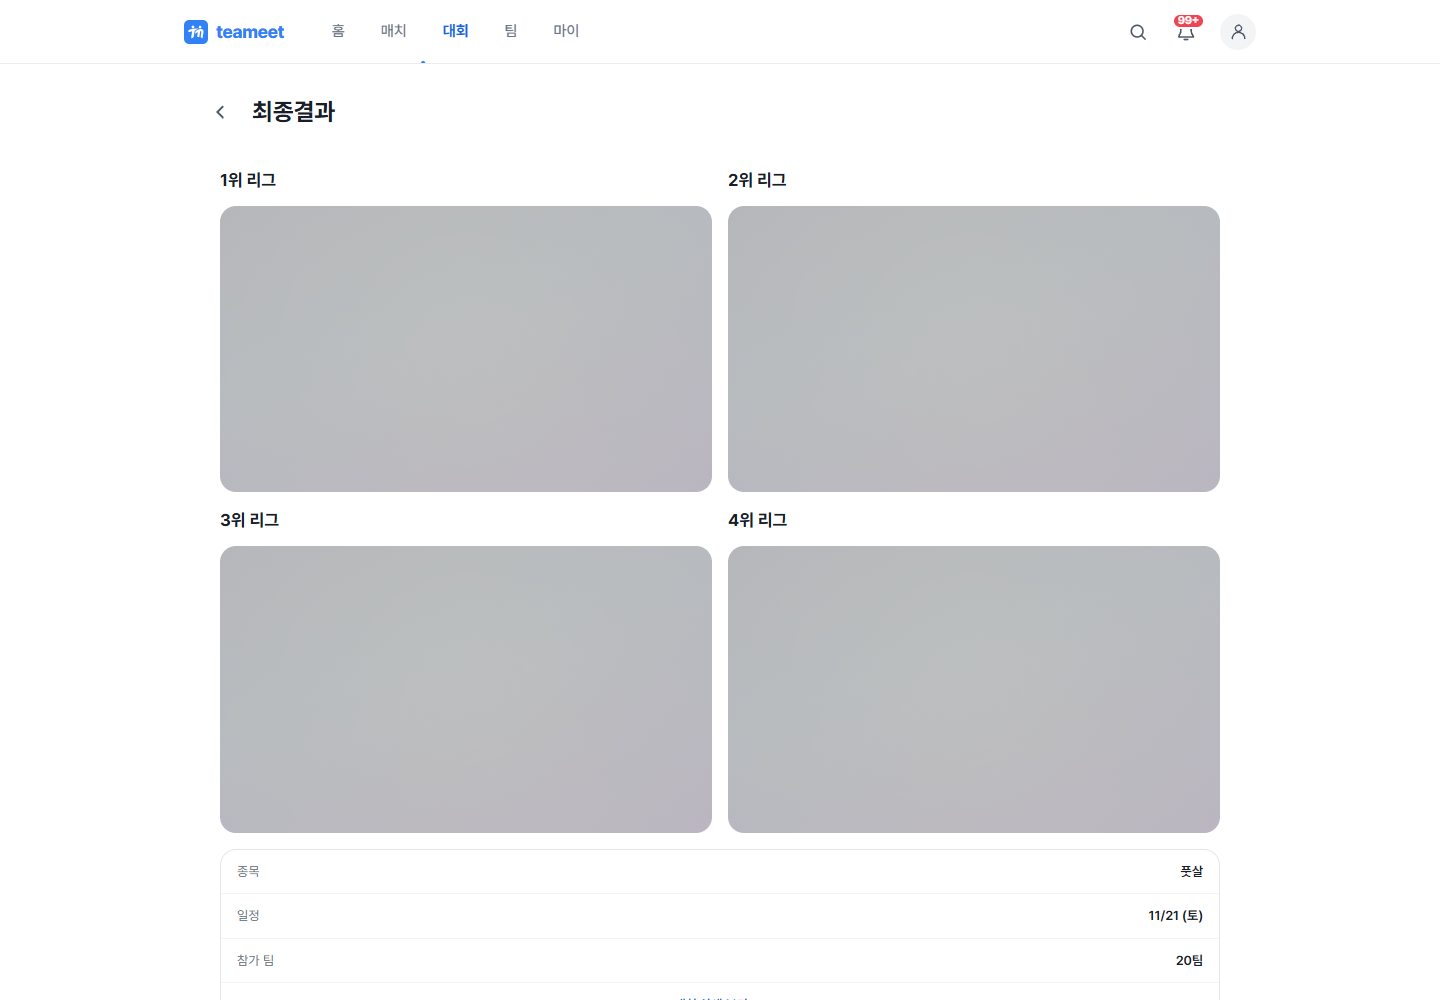 teameet 홈 매치 대회 팀 마이 99+
최종결과
1위 리그 2위 리그
3위 리그 4위 리그
종목 풋살
일정 11/21 (토)
참가 팀 20팀